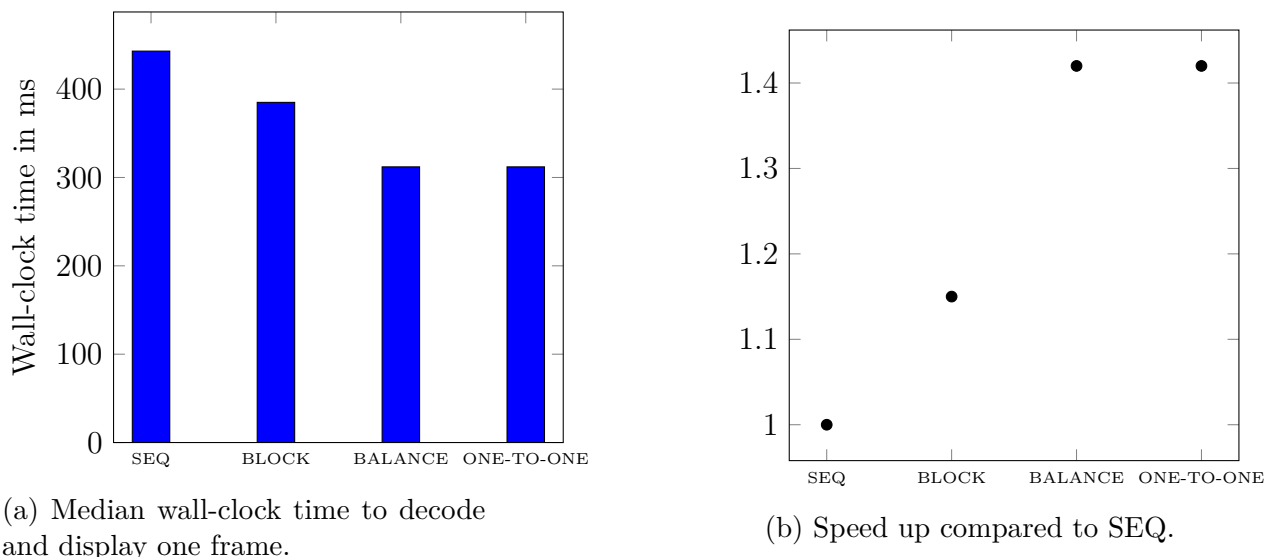 Wall-clock time in ms
400
300
200
100
0
SEQ BLOCK BALANCE ONE-TO-ONE
(a) Median wall-clock time to decode
and display one frame.
1.4
1.3
1.2
1.1
1
SEQ BLOCK BALANCE ONE-TO-ONE
(b) Speed up compared to SEQ.